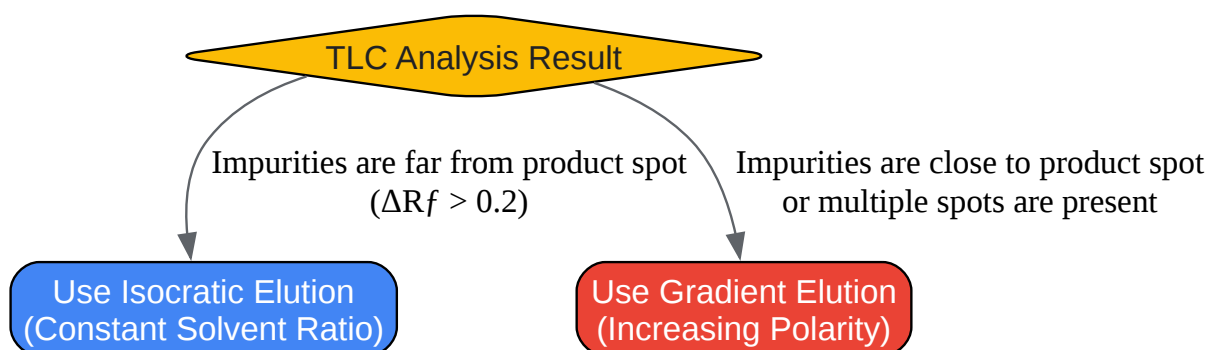 TLC Analysis Result
Impurities are far from product spot
(ΔRƒ > 0.2)
Impurities are close to product spot
or multiple spots are present
Use Isocratic Elution
(Constant Solvent Ratio)
Use Gradient Elution
(Increasing Polarity)